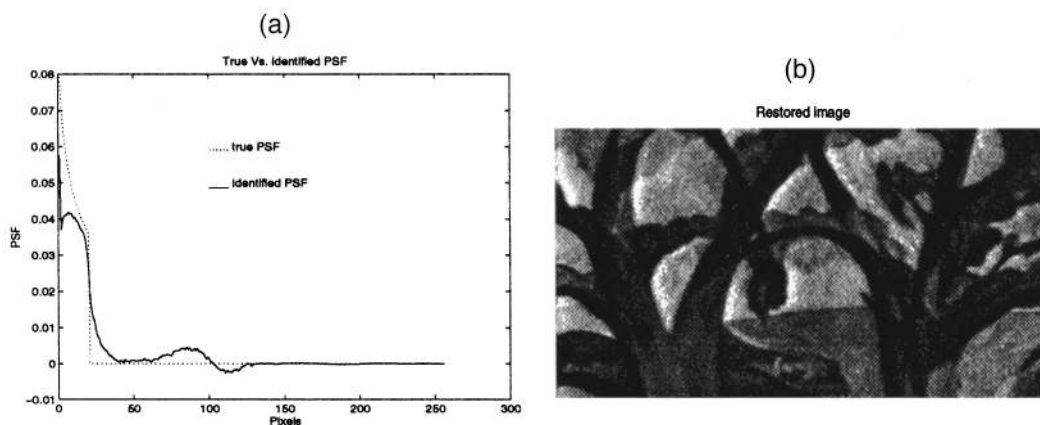 (a)
True Vs. identified PSF
0.08
0.07
0.06
0.05
0.04
0.03
0.02
0.01
0
−0.01
PSF
true PSF
identified PSF
0
50
100
150
200
250
300
Pixels
(b)
Restored image